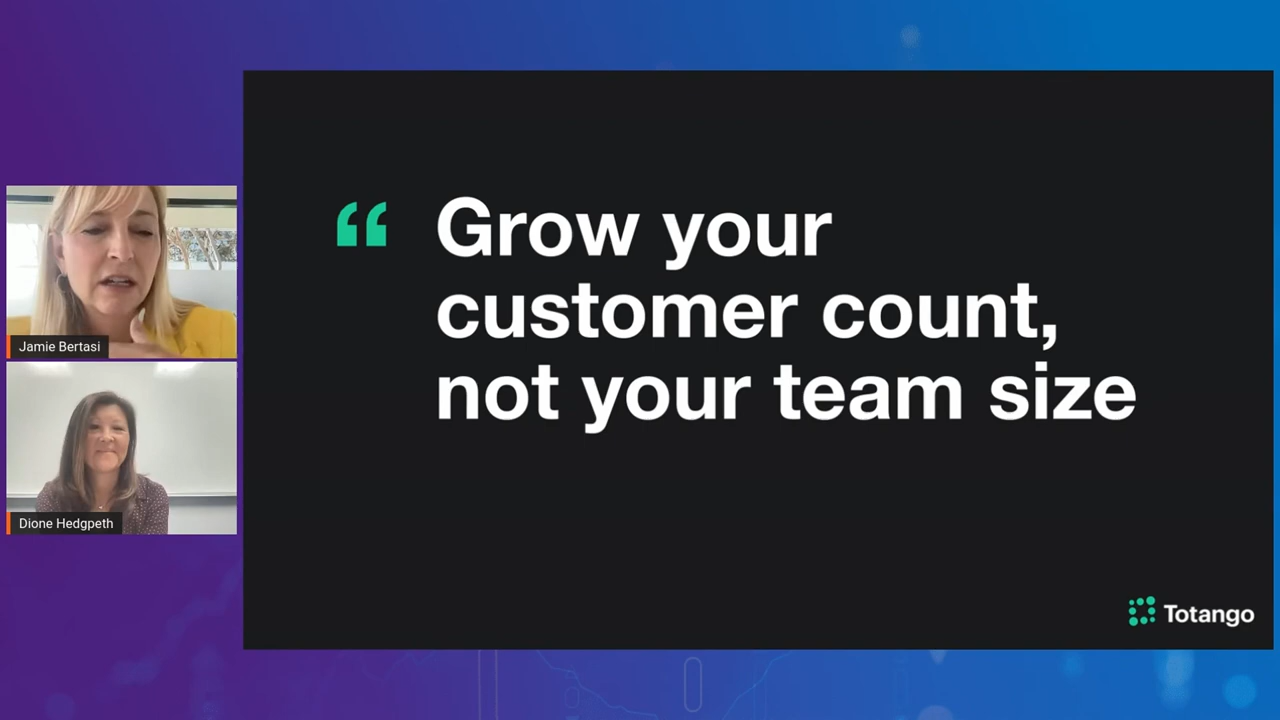 Jamie Bertasi
Dione Hedgpeth
“ Grow your
customer count,
not your team size
Totango